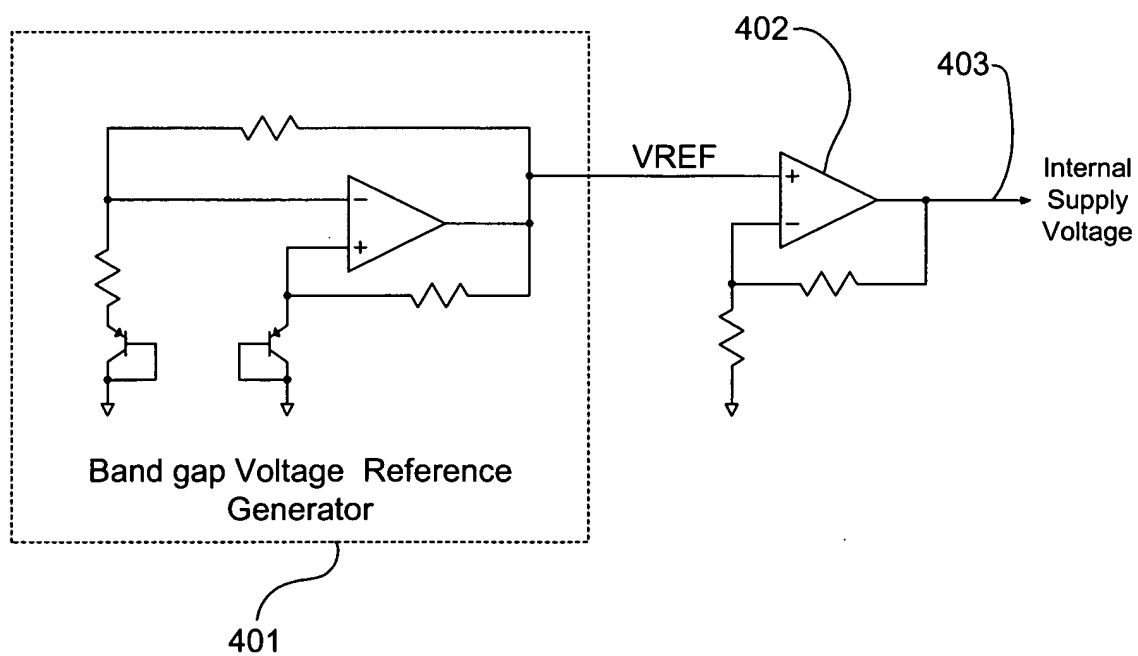 402
403
VREF
Internal
Supply
Voltage
−
+
+
−
Band gap Voltage Reference
Generator
401